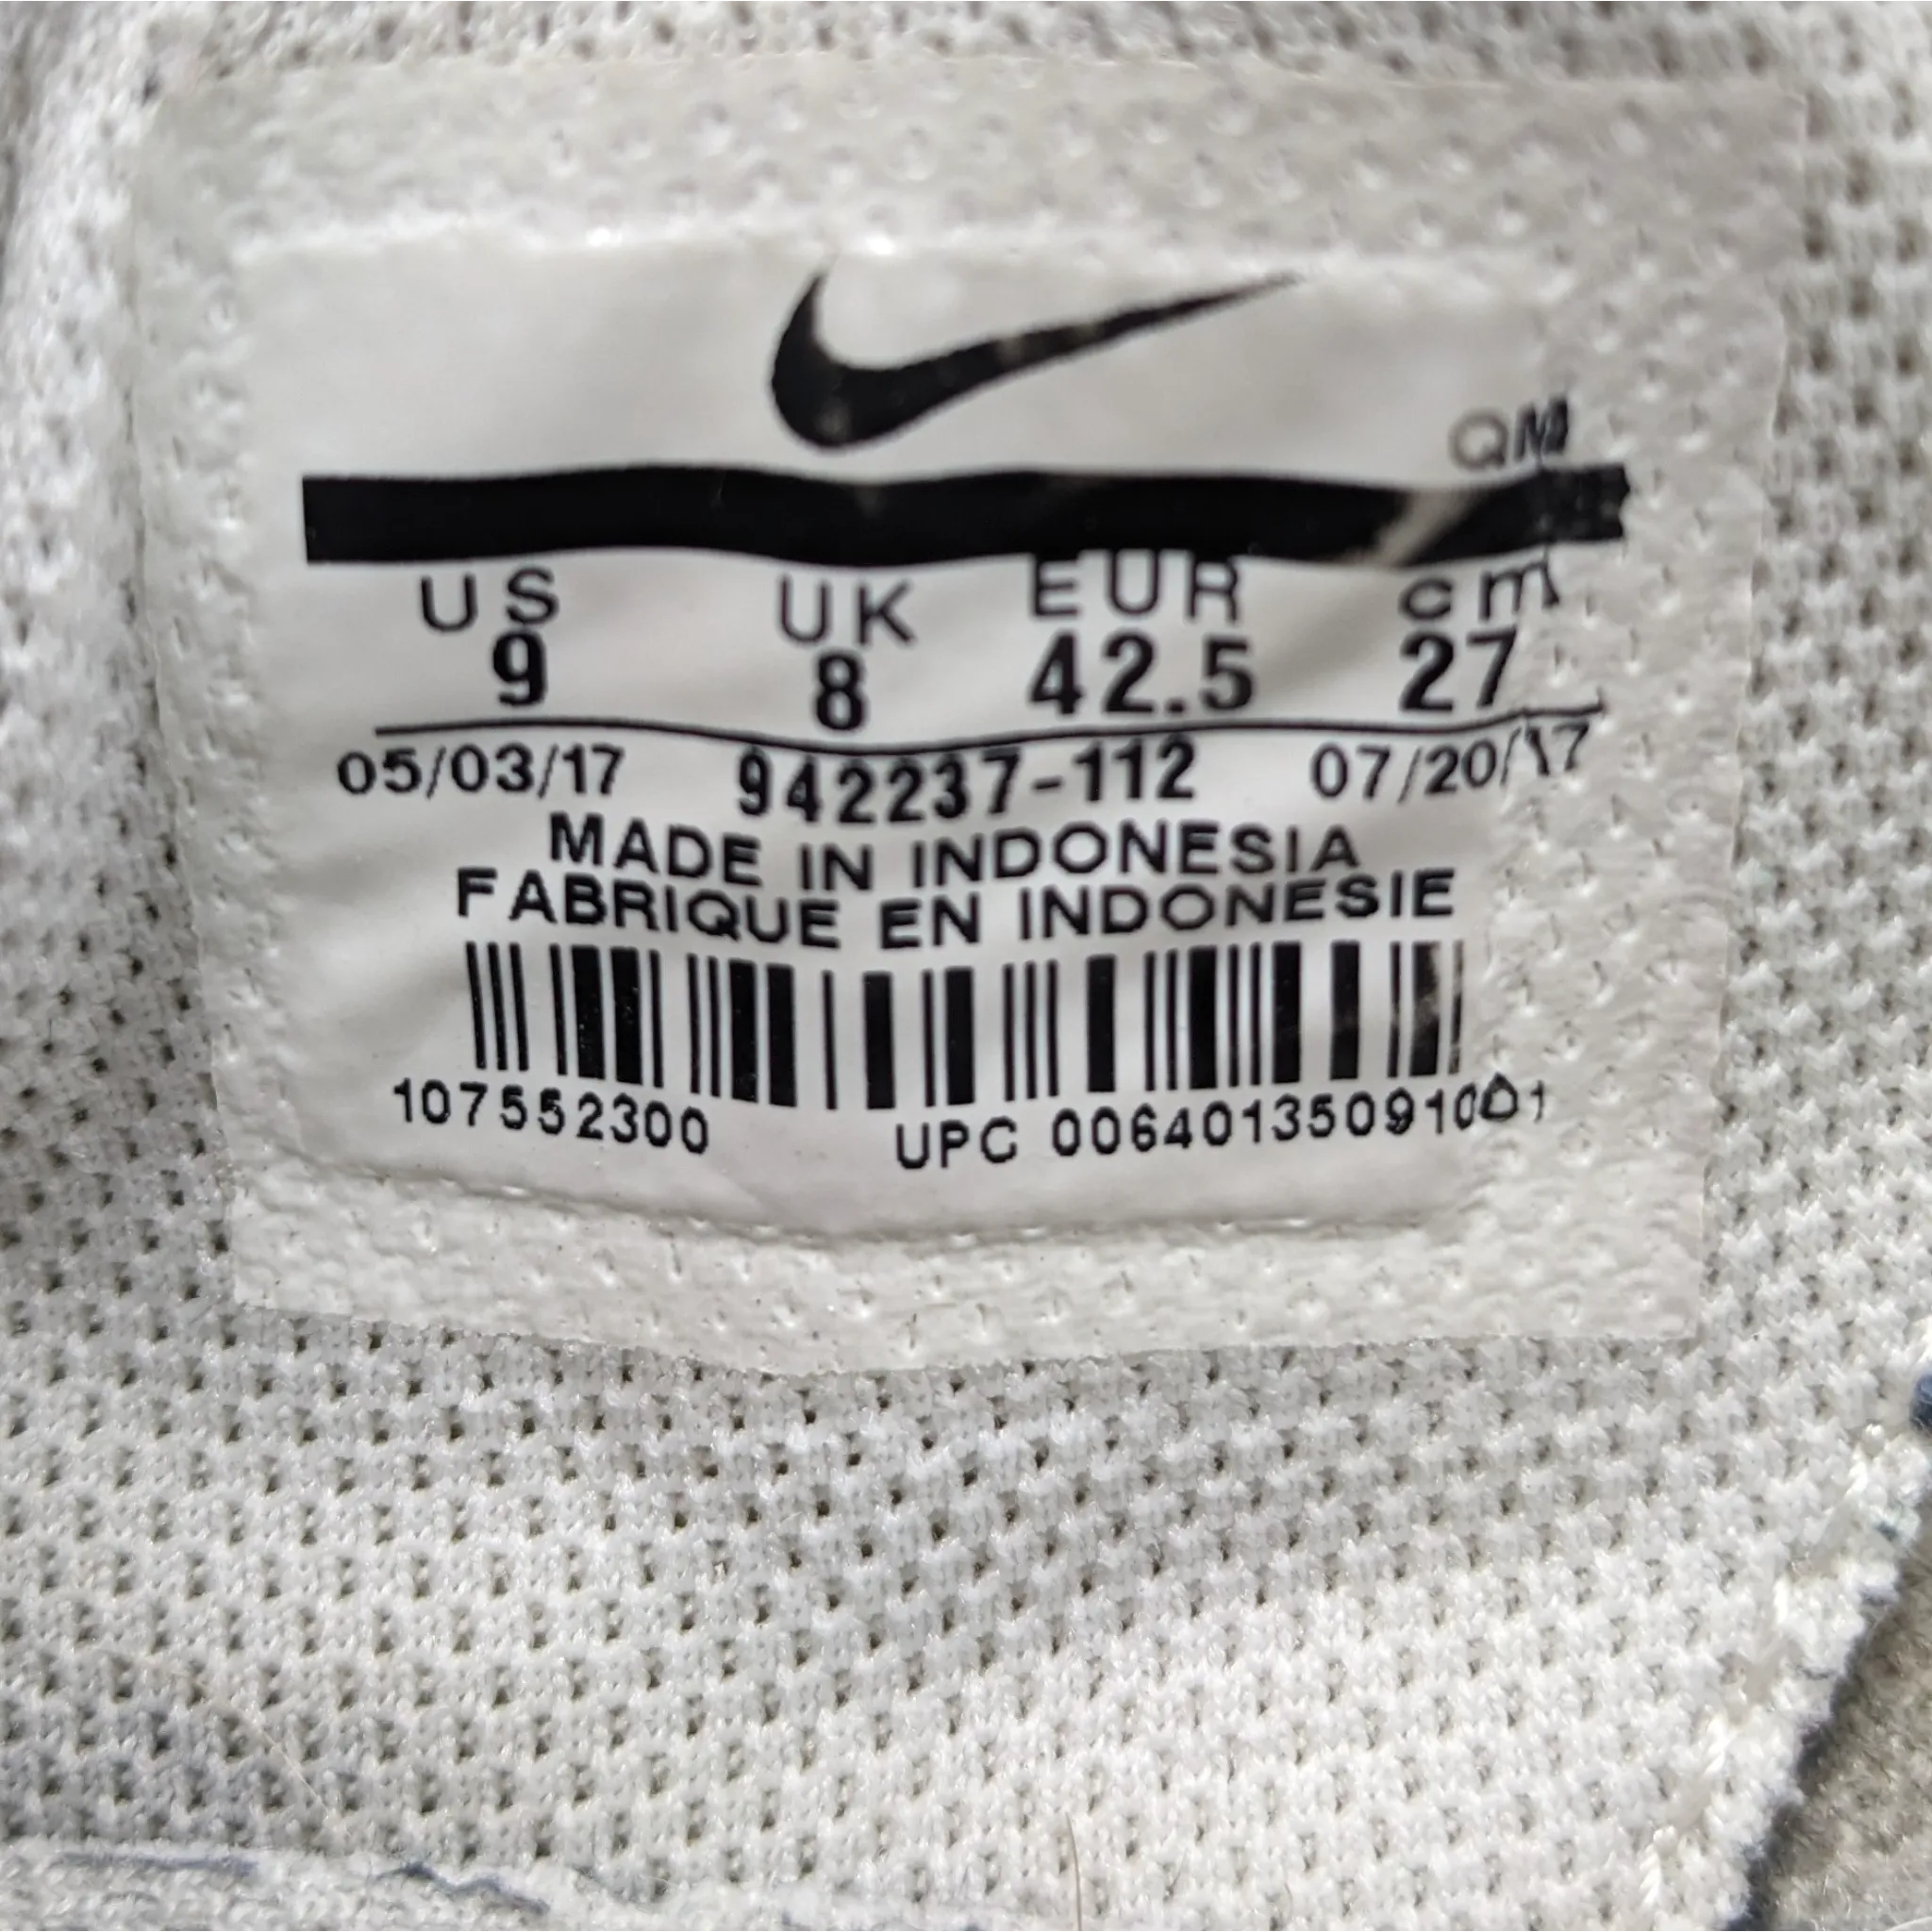 QM
US UK EUR cm
9 8 42.5 27
05/03/17 942237-112 07/20/17
MADE IN INDONESIA
FABRIQUE EN INDONESIE
107552300 UPC 00640135091001